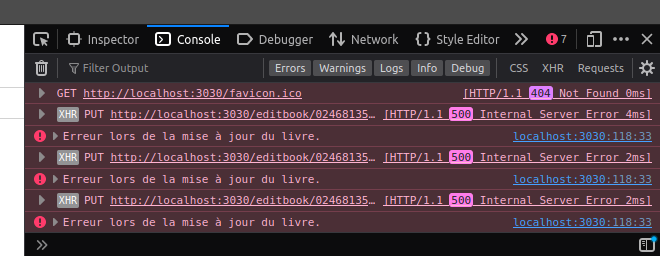 Inspector Console Debugger Network Style Editor 7
Filter Output Errors Warnings Logs Info Debug CSS XHR Requests
GET http://localhost:3030/favicon.ico [HTTP/1.1 404 Not Found 0ms]
XHR PUT http://localhost:3030/editbook/02468135… [HTTP/1.1 500 Internal Server Error 4ms]
Erreur lors de la mise à jour du livre. localhost:3030:118:33
XHR PUT http://localhost:3030/editbook/02468135… [HTTP/1.1 500 Internal Server Error 2ms]
Erreur lors de la mise à jour du livre. localhost:3030:118:33
XHR PUT http://localhost:3030/editbook/02468135… [HTTP/1.1 500 Internal Server Error 2ms]
Erreur lors de la mise à jour du livre. localhost:3030:118:33